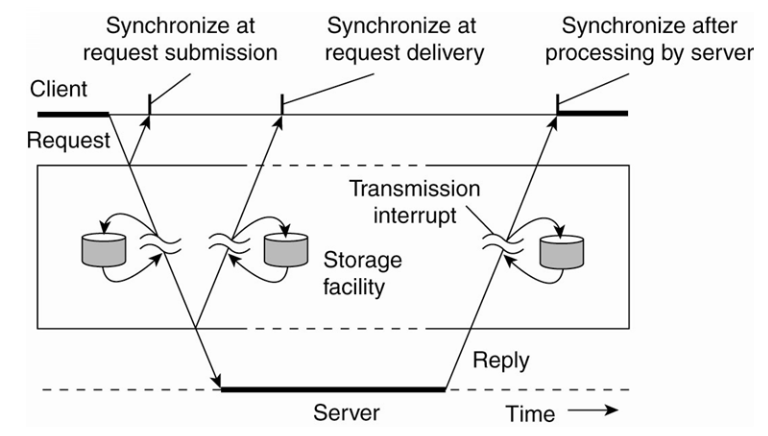 Synchronize at
request submission
Synchronize at
request delivery
Synchronize after
processing by server
Client
Request
Transmission
interrupt
Storage
facility
Reply
Server
Time